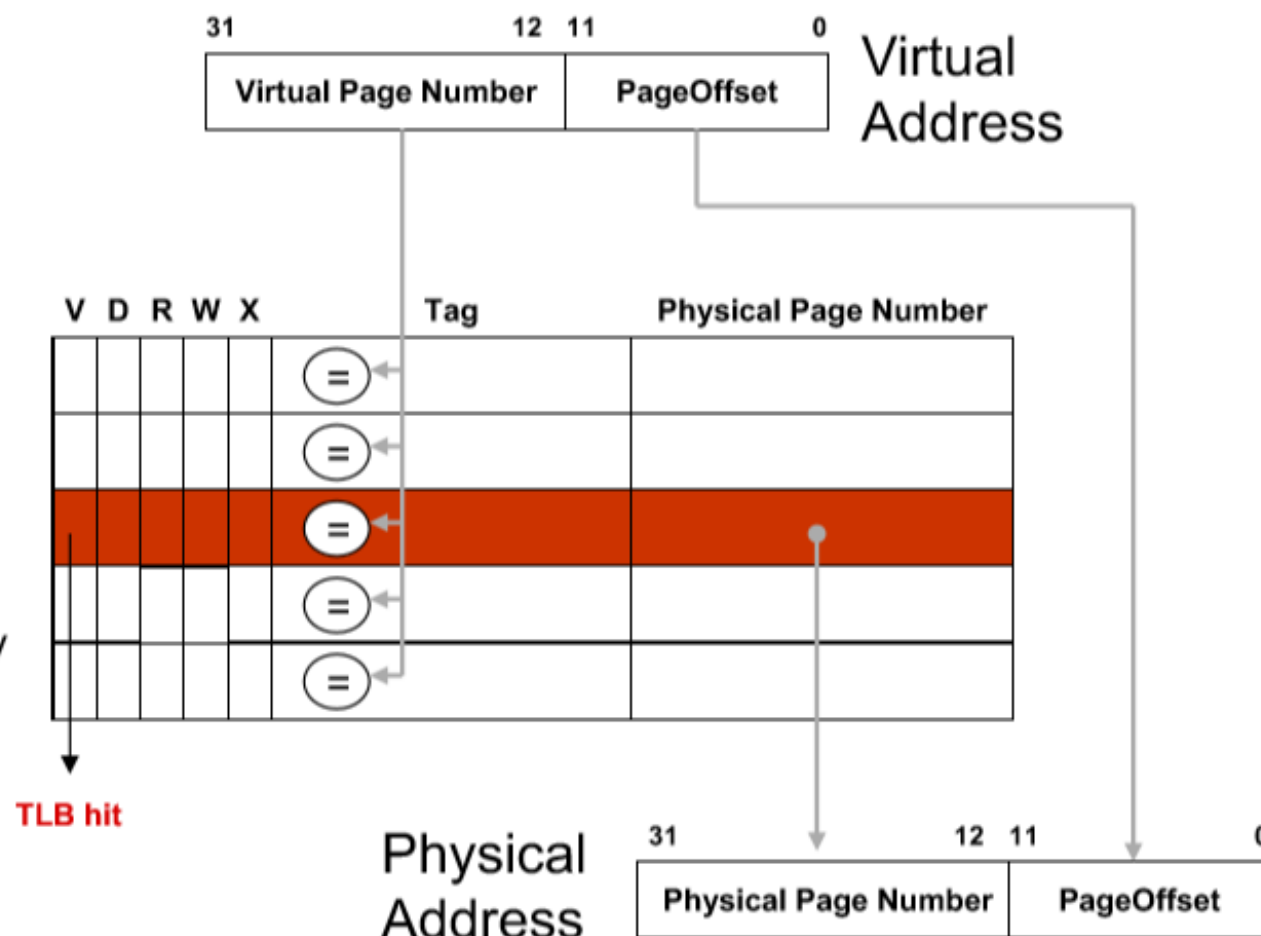 31 12 11 0
Virtual Page Number PageOffset
Virtual
Address
V D R W X Tag Physical Page Number
=
=
=
=
=
TLB hit
Physical
Address
31 12 11 0
Physical Page Number PageOffset